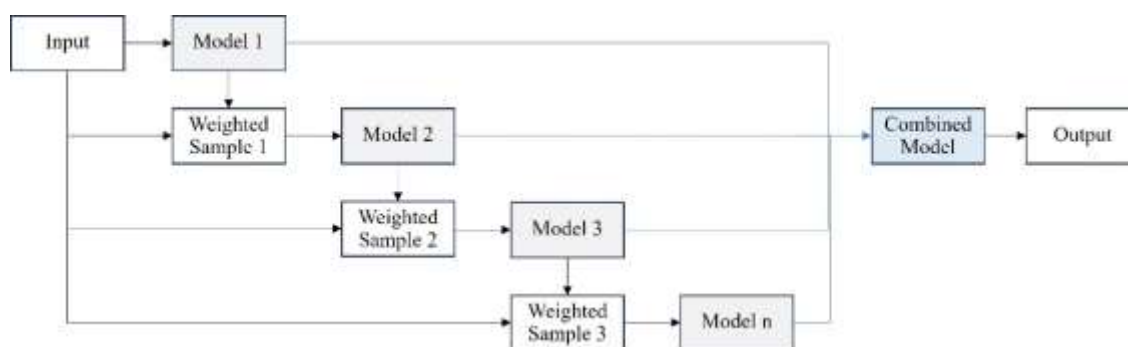 Input
Model 1
Weighted
Sample 1
Model 2
Combined
Model
Output
Weighted
Sample 2
Model 3
Weighted
Sample 3
Model n